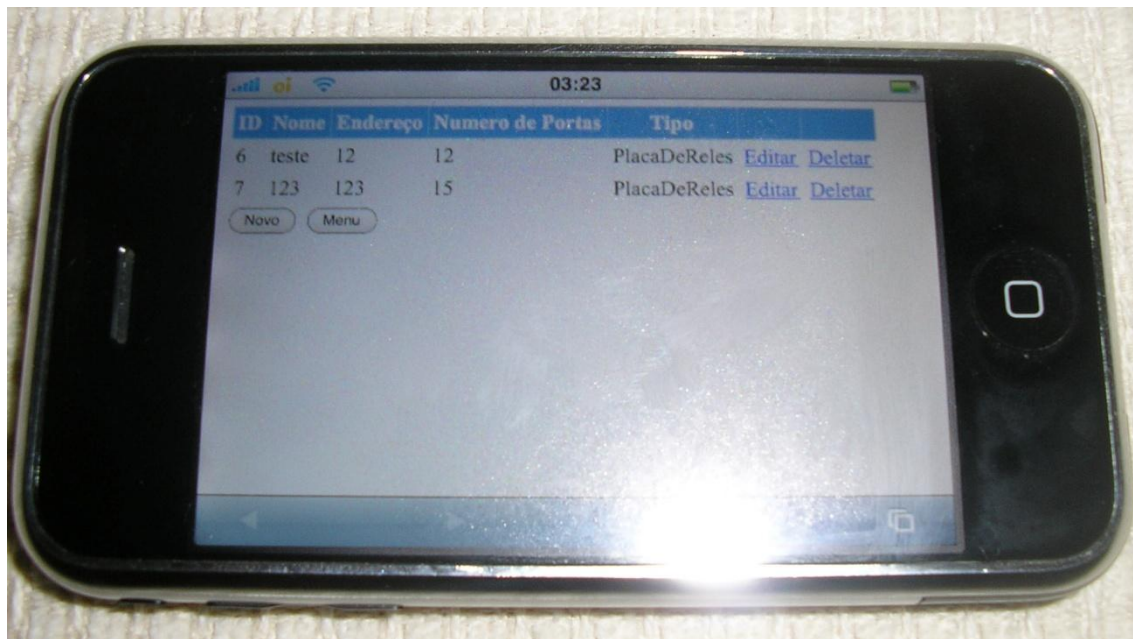 oi 03:23
ID Nome Endereço Numero de Portas Tipo
6 teste 12 12 PlacaDeReles Editar Deletar
7 123 123 15 PlacaDeReles Editar Deletar
Novo Menu